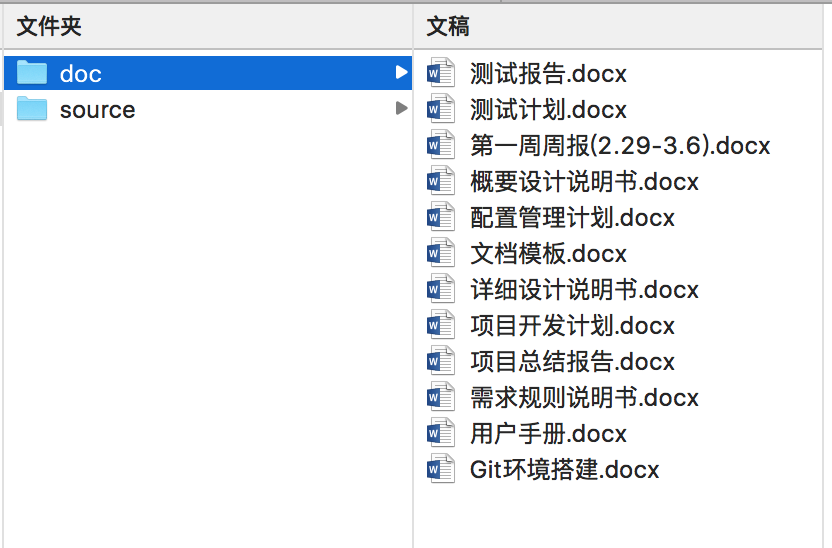 文件夹
doc
source
文稿
测试报告.docx
测试计划.docx
第一周周报(2.29-3.6).docx
概要设计说明书.docx
配置管理计划.docx
文档模板.docx
详细设计说明书.docx
项目开发计划.docx
项目总结报告.docx
需求规则说明书.docx
用户手册.docx
Git环境搭建.docx